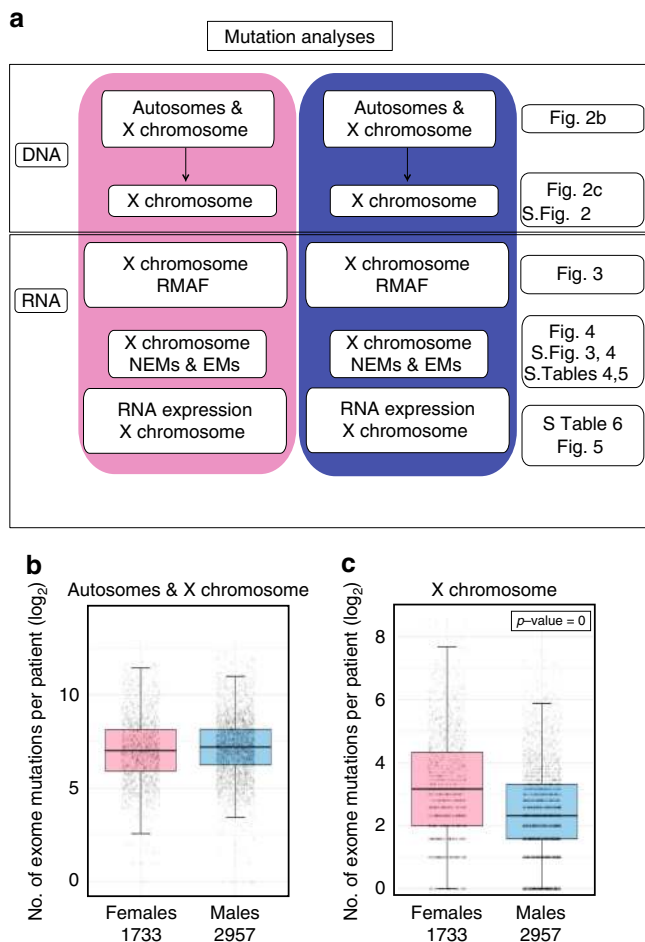 a
Mutation analyses
DNA
Autosomes &
X chromosome
Autosomes &
X chromosome
Fig. 2b
X chromosome
X chromosome
Fig. 2c
S.Fig. 2
RNA
X chromosome
RMAF
X chromosome
RMAF
Fig. 3
X chromosome
NEMs & EMs
X chromosome
NEMs & EMs
Fig. 4
S.Fig. 3, 4
S.Tables 4,5
RNA expression
X chromosome
RNA expression
X chromosome
S Table 6
Fig. 5
b
Autosomes & X chromosome
No. of exome mutations per patient (log2)
10
5
0
Females
1733
Males
2957
c
X chromosome
p–value = 0
No. of exome mutations per patient (log2)
8
6
4
2
0
Females
1733
Males
2957